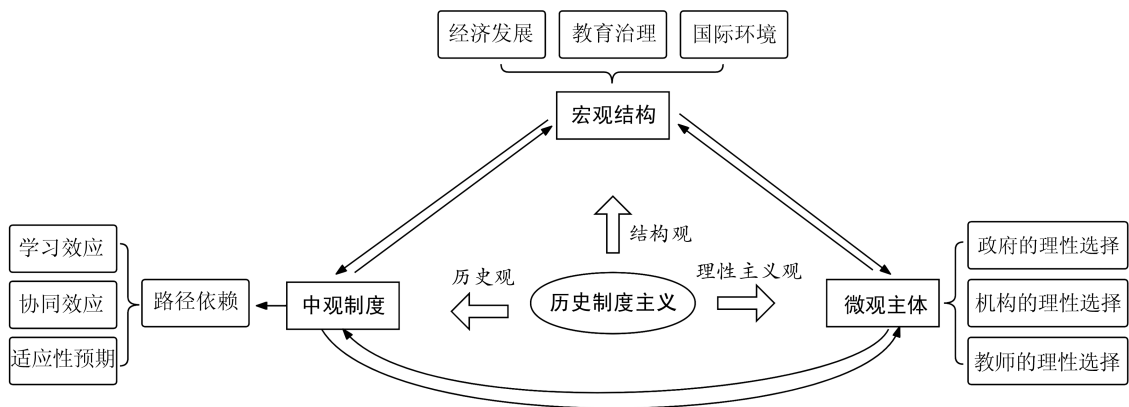 经济发展
教育治理
国际环境
宏观结构
结构观
历史观
理性主义观
历史制度主义
学习效应
协同效应
适应性预期
路径依赖
中观制度
微观主体
政府的理性选择
机构的理性选择
教师的理性选择